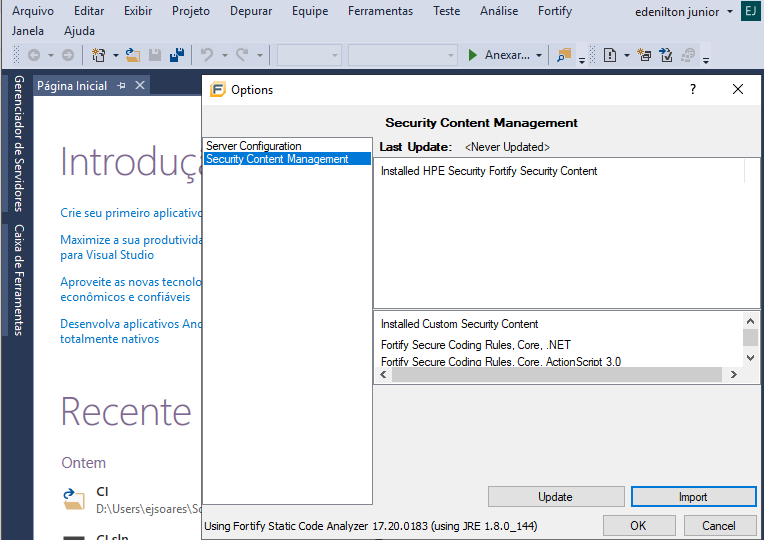 Arquivo Editar Exibir Projeto Depurar Equipe Ferramentas Teste Análise Fortify edenilton junior EJ
Janela Ajuda
Anexar...
Gerenciador de Servidores
Caixa de Ferramentas
Página Inicial
Introduç
Crie seu primeiro aplicativo
Maximize a sua produtivida
para Visual Studio
Aproveite as novas tecnolo
econômicos e confiáveis
Desenvolva aplicativos And
totalmente nativos
Recente
Ontem
CI
D:\Users\ejsoares\So
CI.sln
Options
?
Server Configuration
Security Content Management
Security Content Management
Last Update: <Never Updated>
Installed HPE Security Fortify Security Content
Installed Custom Security Content
Fortify Secure Coding Rules, Core, .NET
Fortify Secure Coding Rules, Core, ActionScript 3.0
Update Import
Using Fortify Static Code Analyzer 17.20.0183 (using JRE 1.8.0_144)
OK Cancel